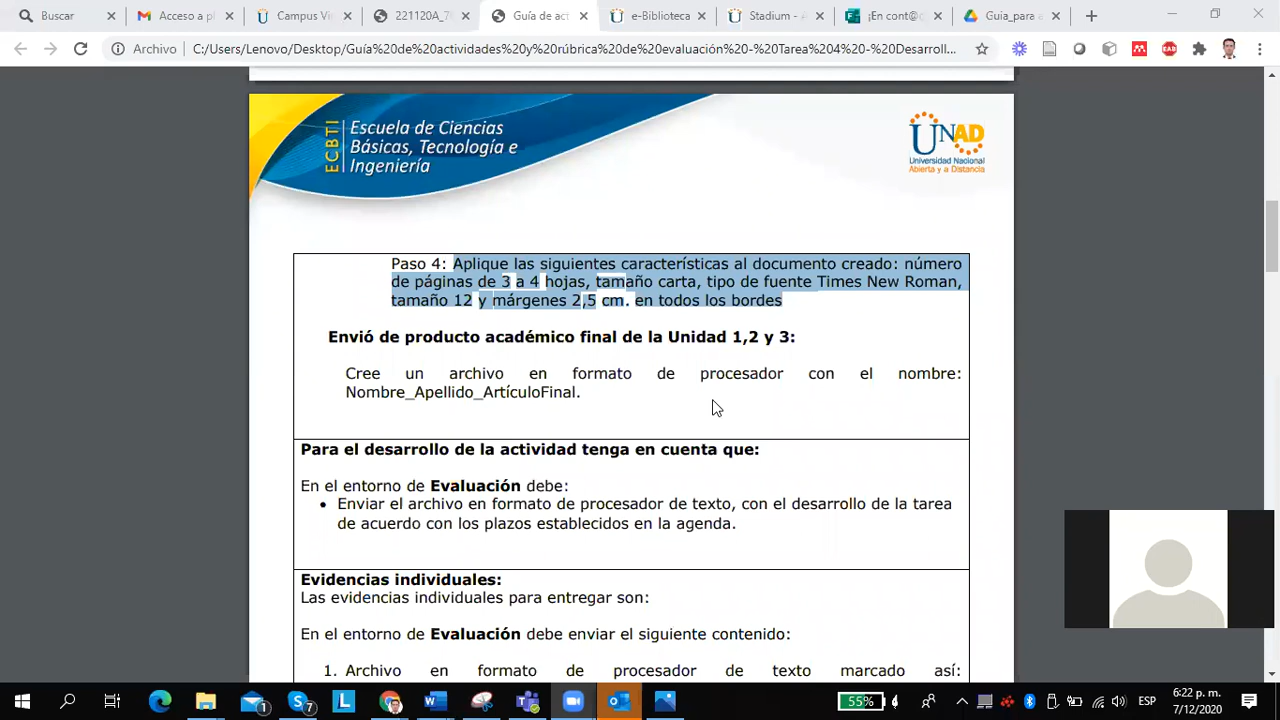 Buscar
Acceso a pl
Campus Vir
221120A_76
Guía de act
e-Biblioteca
Stadium - A
¡En cont@d
Guía_para a
Archivo
C:/Users/Lenovo/Desktop/Guía%20de%20actividades%20y%20rúbrica%20de%20evaluación%20-%20Tarea%204%20-%20Desarroll...
ECBTI
Escuela de Ciencias
Básicas, Tecnología e
Ingeniería
UNAD
Universidad Nacional
Abierta y a Distancia
Paso 4: Aplique las siguientes características al documento creado: número
de páginas de 3 a 4 hojas, tamaño carta, tipo de fuente Times New Roman,
tamaño 12 y márgenes 2,5 cm. en todos los bordes
Envió de producto académico final de la Unidad 1,2 y 3:
Cree un archivo en formato de procesador con el nombre:
Nombre_Apellido_ArtículoFinal.
Para el desarrollo de la actividad tenga en cuenta que:
En el entorno de Evaluación debe:
• Enviar el archivo en formato de procesador de texto, con el desarrollo de la tarea
de acuerdo con los plazos establecidos en la agenda.
Evidencias individuales:
Las evidencias individuales para entregar son:
En el entorno de Evaluación debe enviar el siguiente contenido:
1. Archivo en formato de procesador de texto marcado así:
55%
ESP
6:22 p. m.
7/12/2020